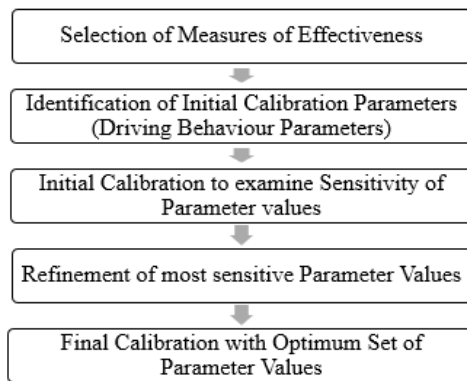 Selection of Measures of Effectiveness
Identification of Initial Calibration Parameters
(Driving Behaviour Parameters)
Initial Calibration to examine Sensitivity of
Parameter values
Refinement of most sensitive Parameter Values
Final Calibration with Optimum Set of
Parameter Values